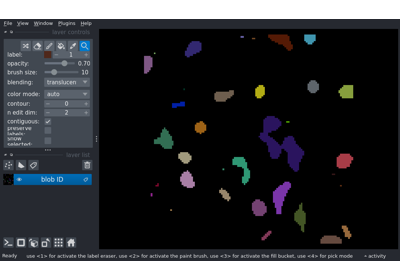 File View Window Plugins Help
layer controls
label: 1
opacity: 0.70
brush size: 10
blending: translucen
color mode: auto
contour: 0
n edit dim: 2
contiguous:
preserve labels:
show selected:
layer list
blob ID
Ready use <1> for activate the label eraser, use <2> for activate the paint brush, use <3> for activate the fill bucket, use <4> for pick mode activity